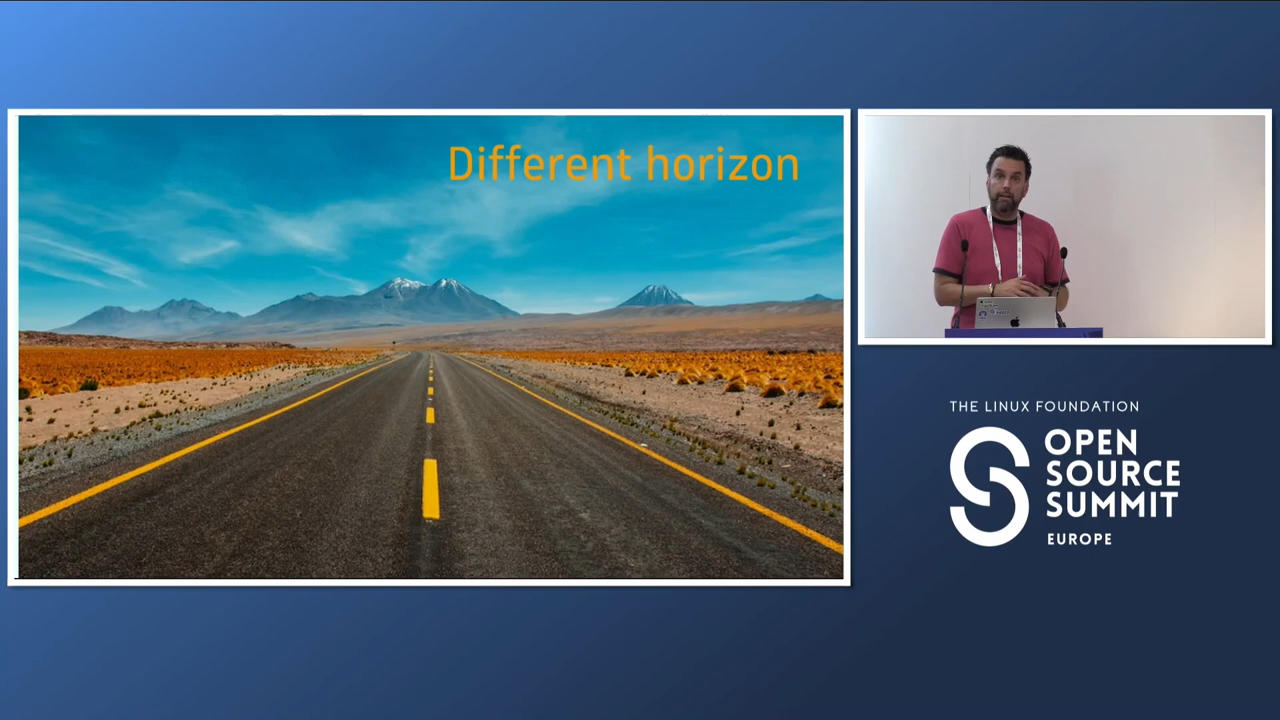 Different horizon
THE LINUX FOUNDATION
OPEN
SOURCE
SUMMIT
EUROPE